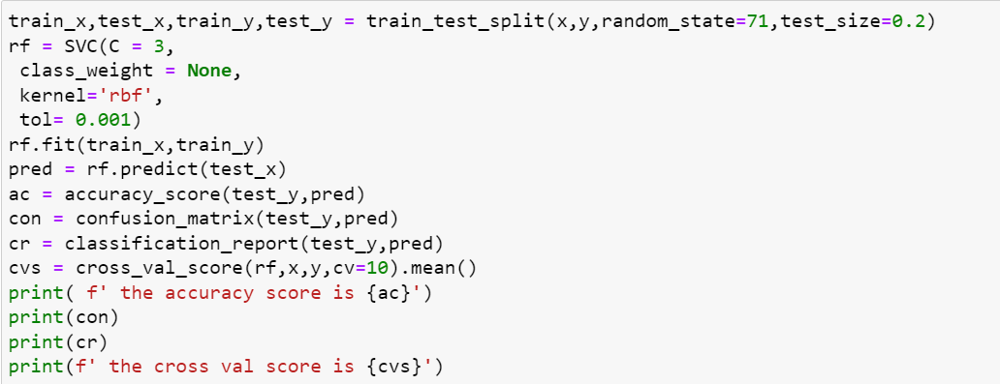 train_x,test_x,train_y,test_y = train_test_split(x,y,random_state=71,test_size=0.2)
rf = SVC(C = 3,
 class_weight = None,
 kernel='rbf',
 tol= 0.001)
rf.fit(train_x,train_y)
pred = rf.predict(test_x)
ac = accuracy_score(test_y,pred)
con = confusion_matrix(test_y,pred)
cr = classification_report(test_y,pred)
cvs = cross_val_score(rf,x,y,cv=10).mean()
print( f' the accuracy score is {ac}')
print(con)
print(cr)
print(f' the cross val score is {cvs}')